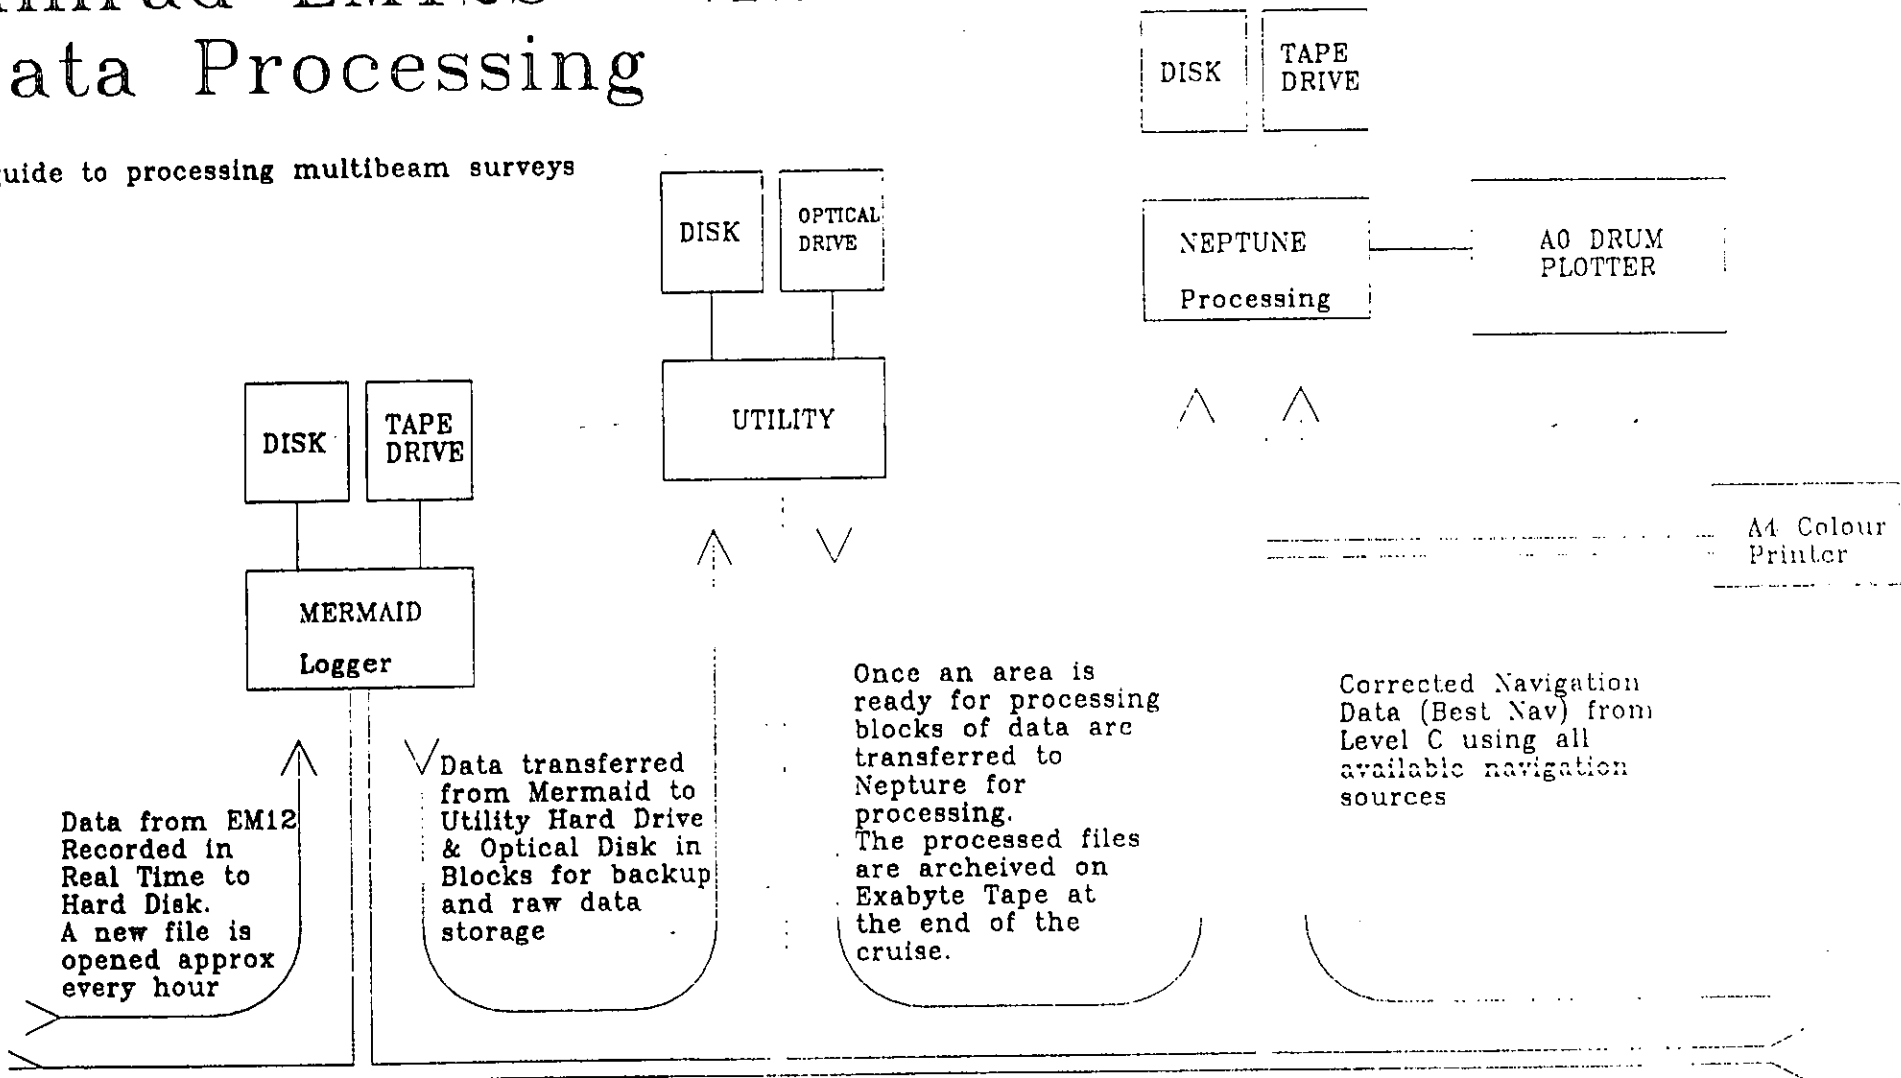 ata Processing
guide to processing multibeam surveys
DISK
TAPE
DRIVE
DISK
OPTICAL
DRIVE
NEPTUNE
Processing
A0 DRUM
PLOTTER
DISK
TAPE
DRIVE
UTILITY
A4 Colour
Printer
MERMAID
Logger
Data from EM12
Recorded in
Real Time to
Hard Disk.
A new file is
opened approx
every hour
Data transferred
from Mermaid to
Utility Hard Drive
& Optical Disk in
Blocks for backup
and raw data
storage
Once an area is
ready for processing
blocks of data are
transferred to
Nepture for
processing.
The processed files
are archeived on
Exabyte Tape at
the end of the
cruise.
Corrected Navigation
Data (Best Nav) from
Level C using all
available navigation
sources